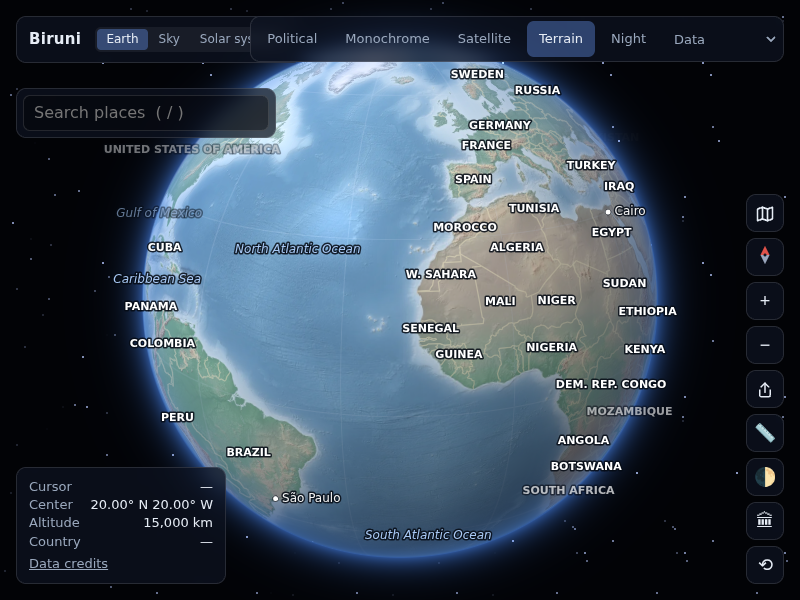 Biruni Earth Sky Solar sys Political Monochrome Satellite Terrain Night Data
Search places ( / )
SWEDEN
RUSSIA
GERMANY
FRANCE
UNITED STATES OF AMERICA
TURKEY
SPAIN
IRAQ
TUNISIA
Cairo
Gulf of Mexico
MOROCCO
EGYPT
CUBA
North Atlantic Ocean
ALGERIA
W. SAHARA
Caribbean Sea
SUDAN
MALI
NIGER
PANAMA
ETHIOPIA
SENEGAL
COLOMBIA
NIGERIA
KENYA
GUINEA
DEM. REP. CONGO
MOZAMBIQUE
PERU
ANGOLA
BRAZIL
BOTSWANA
SOUTH AFRICA
São Paulo
South Atlantic Ocean
Cursor —
Center 20.00° N 20.00° W
Altitude 15,000 km
Country —
Data credits